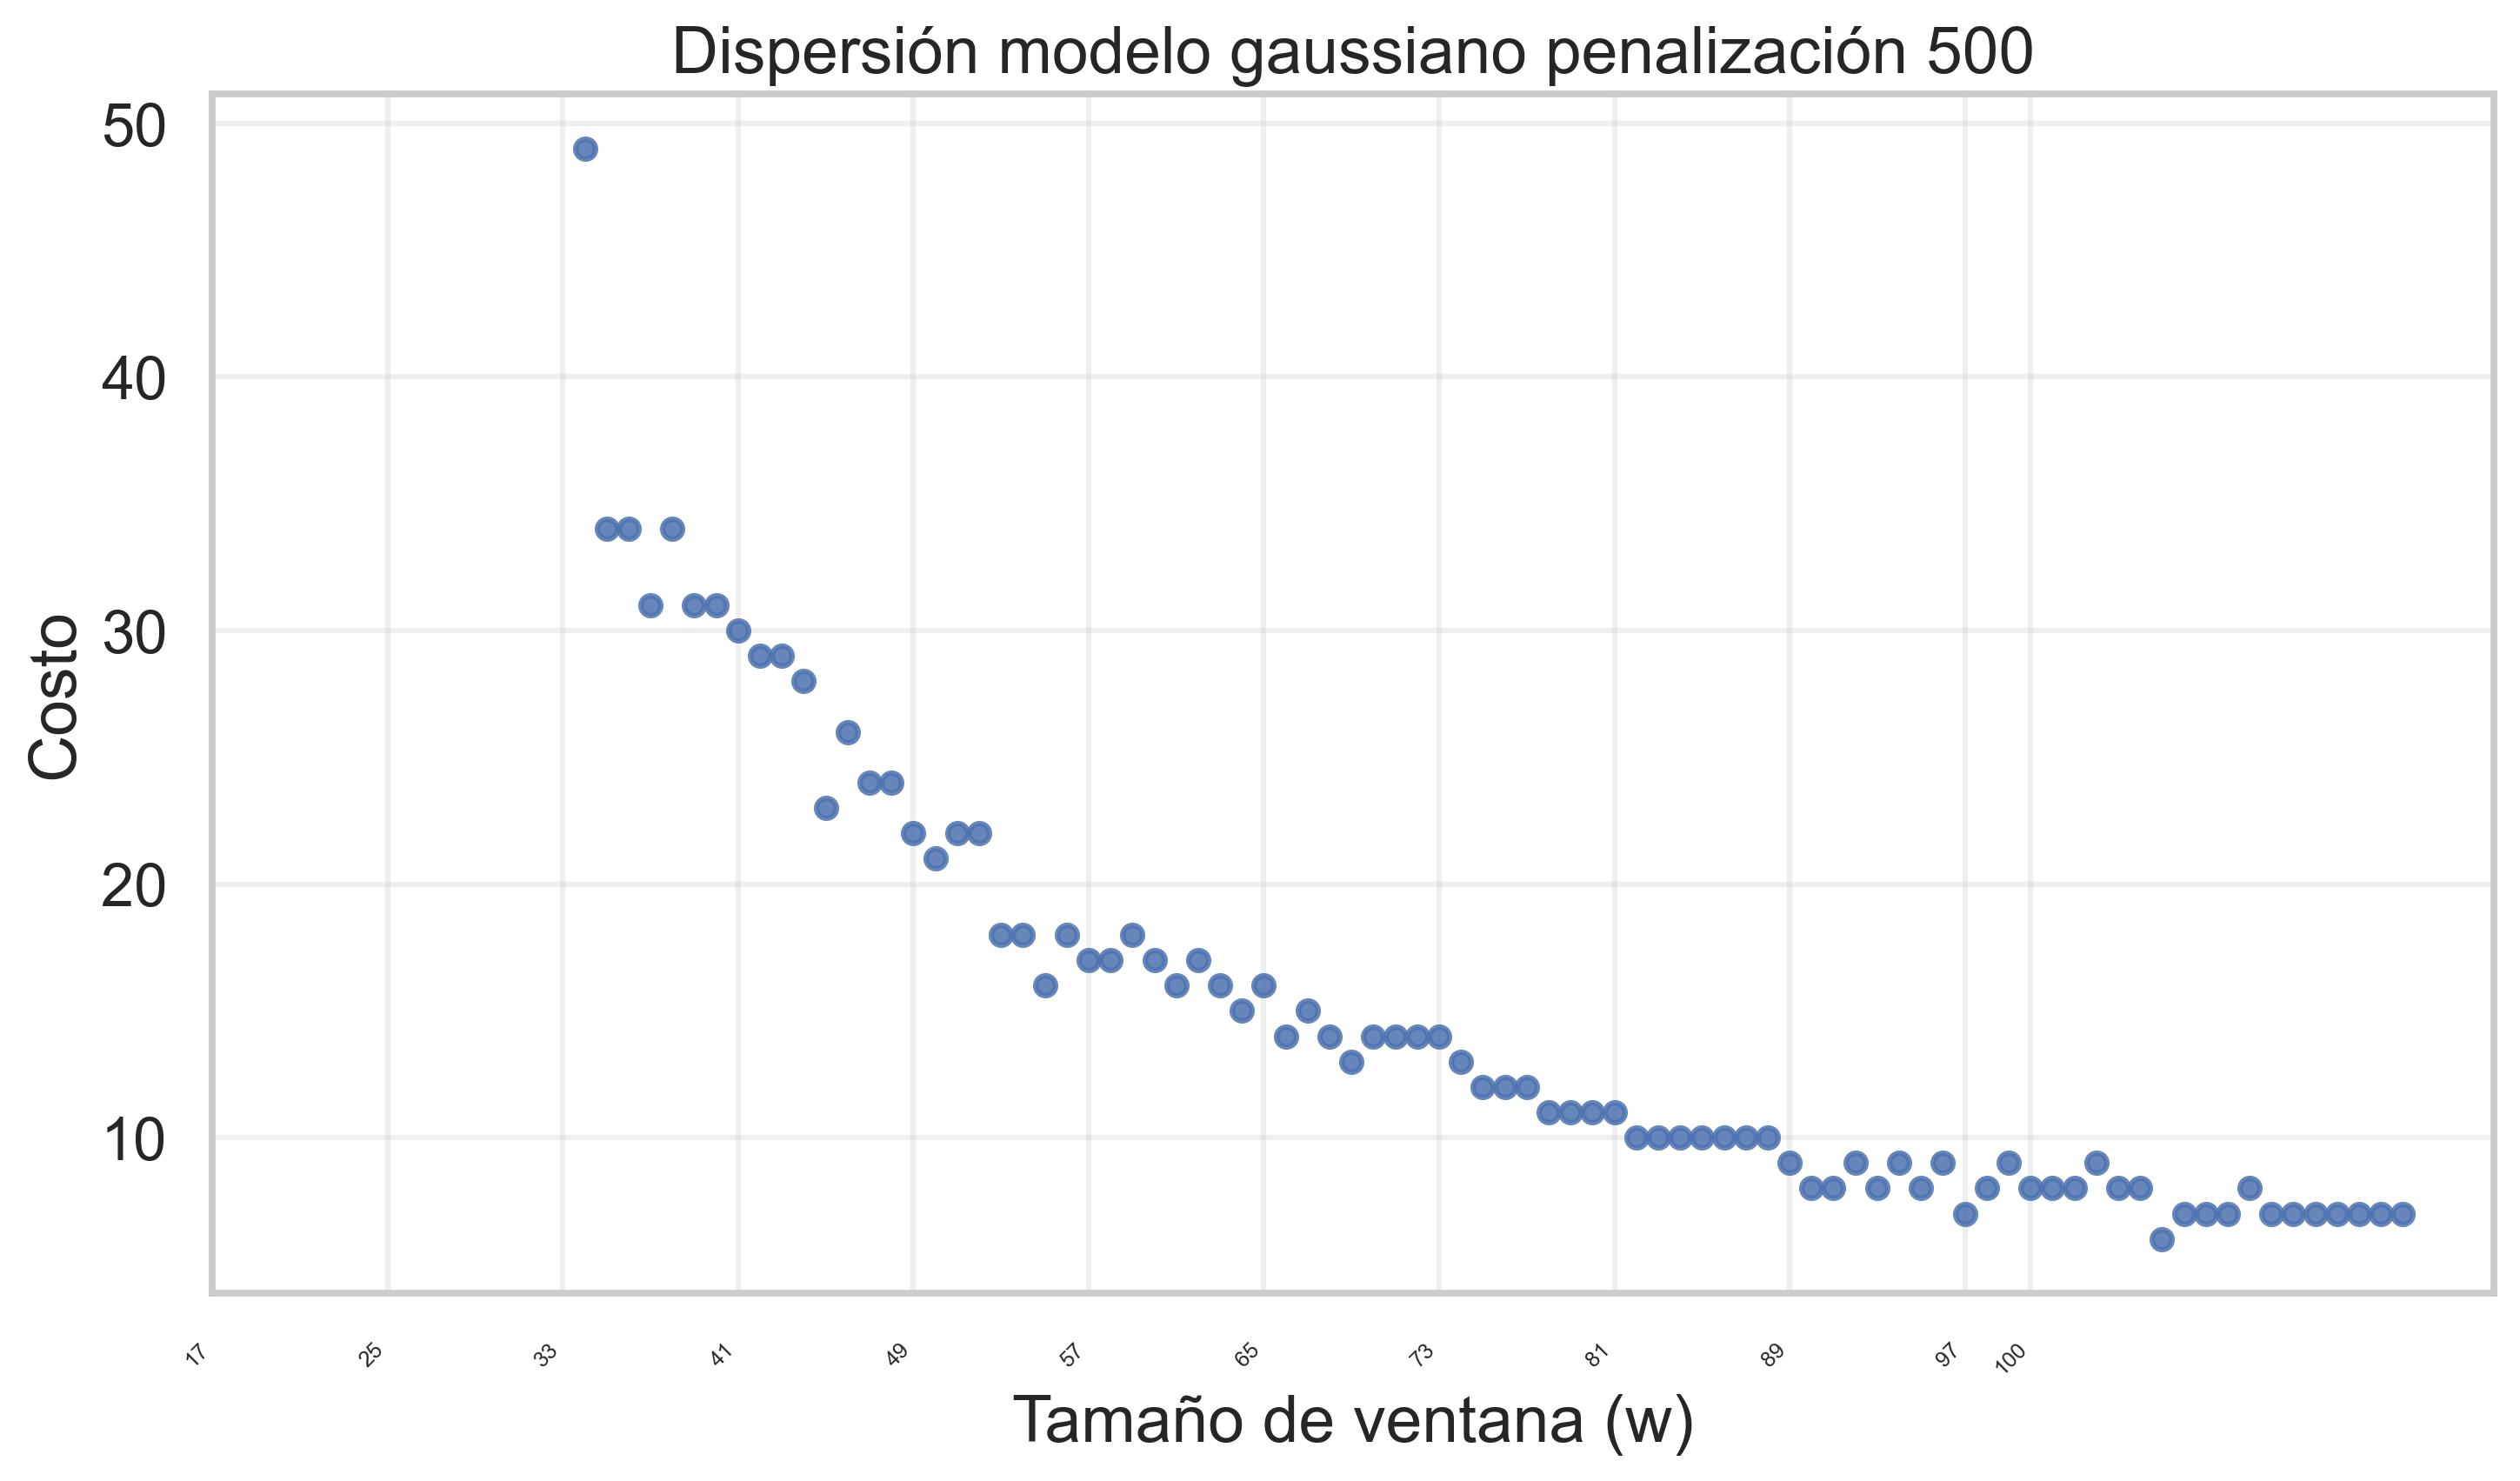 Dispersión modelo gaussiano penalización 500
50
40
30
20
10
Costo
17 25 33 41 49 57 65 73 81 89 97 100
Tamaño de ventana (w)